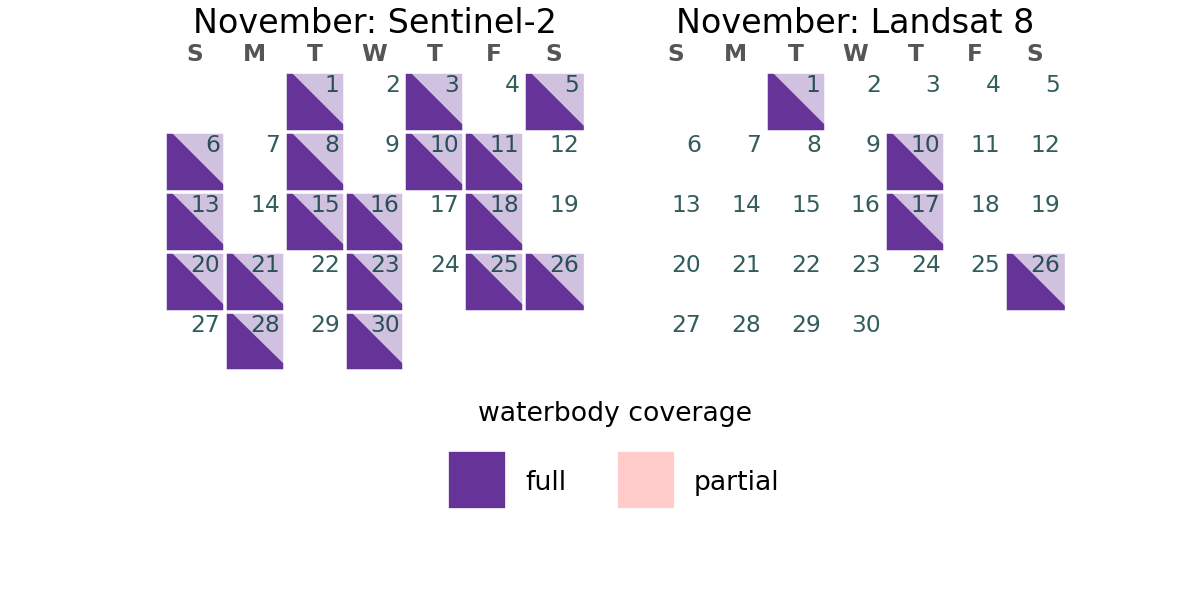 November: Sentinel-2
S M T W T F S
1 2 3 4 5
6 7 8 9 10 11 12
13 14 15 16 17 18 19
20 21 22 23 24 25 26
27 28 29 30
November: Landsat 8
S M T W T F S
1 2 3 4 5
6 7 8 9 10 11 12
13 14 15 16 17 18 19
20 21 22 23 24 25 26
27 28 29 30
waterbody coverage
full partial